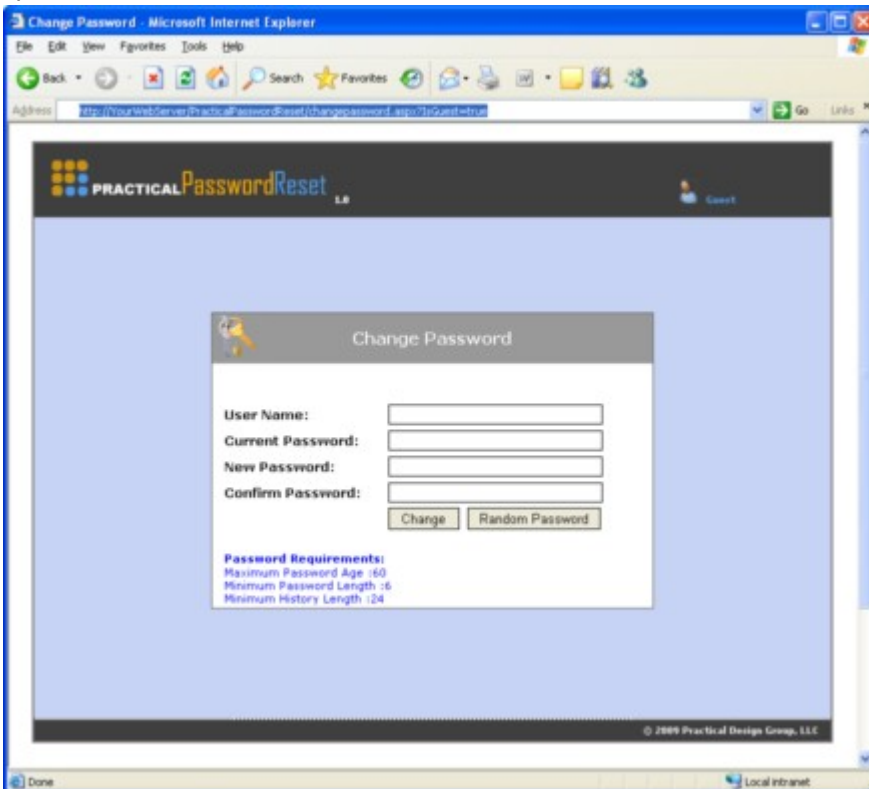 Change Password - Microsoft Internet Explorer
File Edit View Favorites Tools Help
Back Search Favorites
Address http://YourWebServer/PracticalPasswordReset/changepassword.aspx?IsGuest=true Go Links
PRACTICAL PasswordReset 1.0
Guest
Change Password
User Name:
Current Password:
New Password:
Confirm Password:
Change Random Password
Password Requirements:
Maximum Password Age :60
Minimum Password Length :6
Minimum History Length :24
© 2009 Practical Design Group, LLC
Done Local intranet